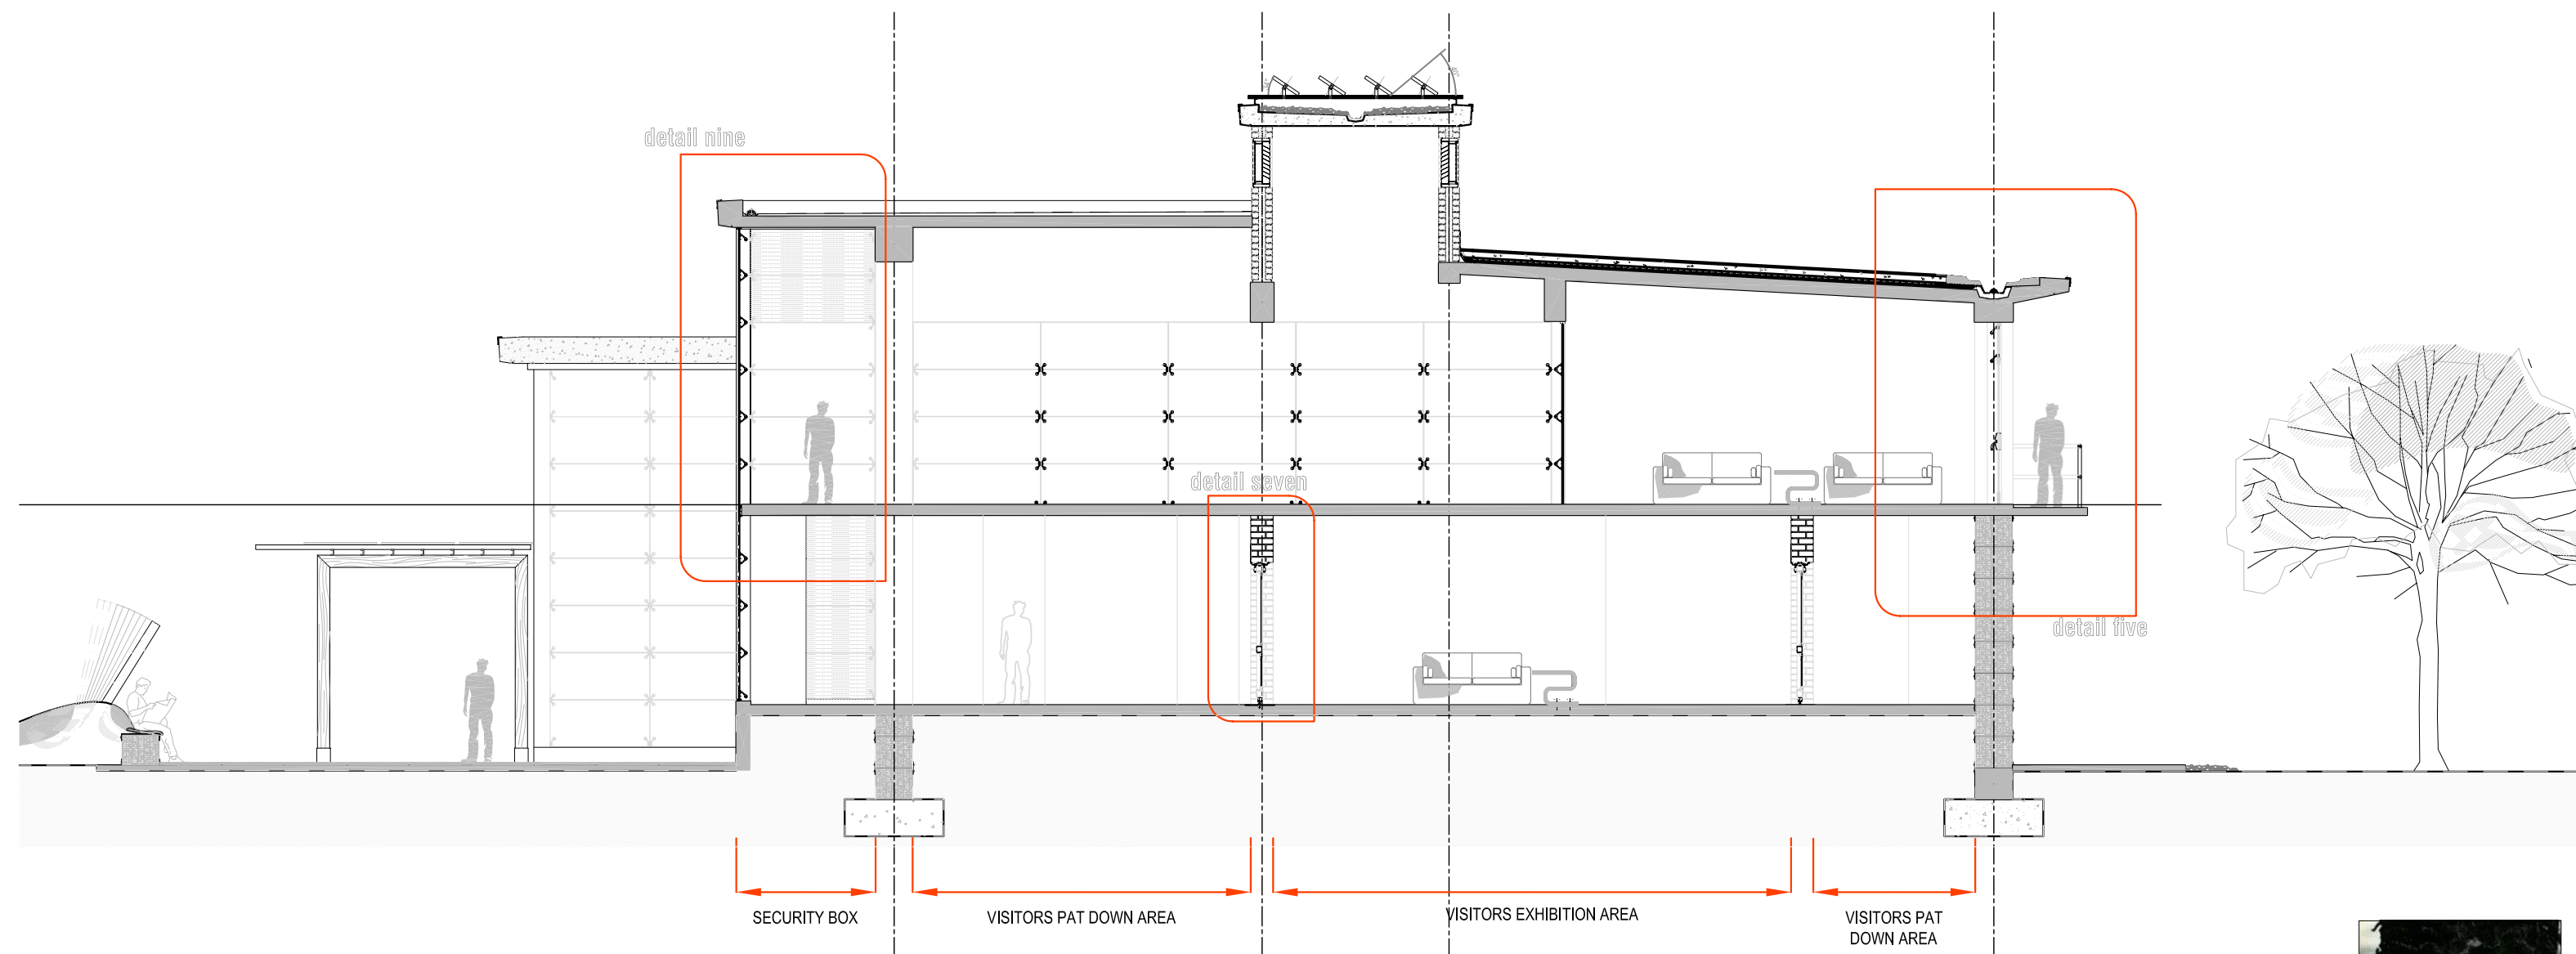 detail nine
detail seven
detail five
SECURITY BOX
VISITORS PAT DOWN AREA
VISITORS EXHIBITION AREA
VISITORS PAT
DOWN AREA